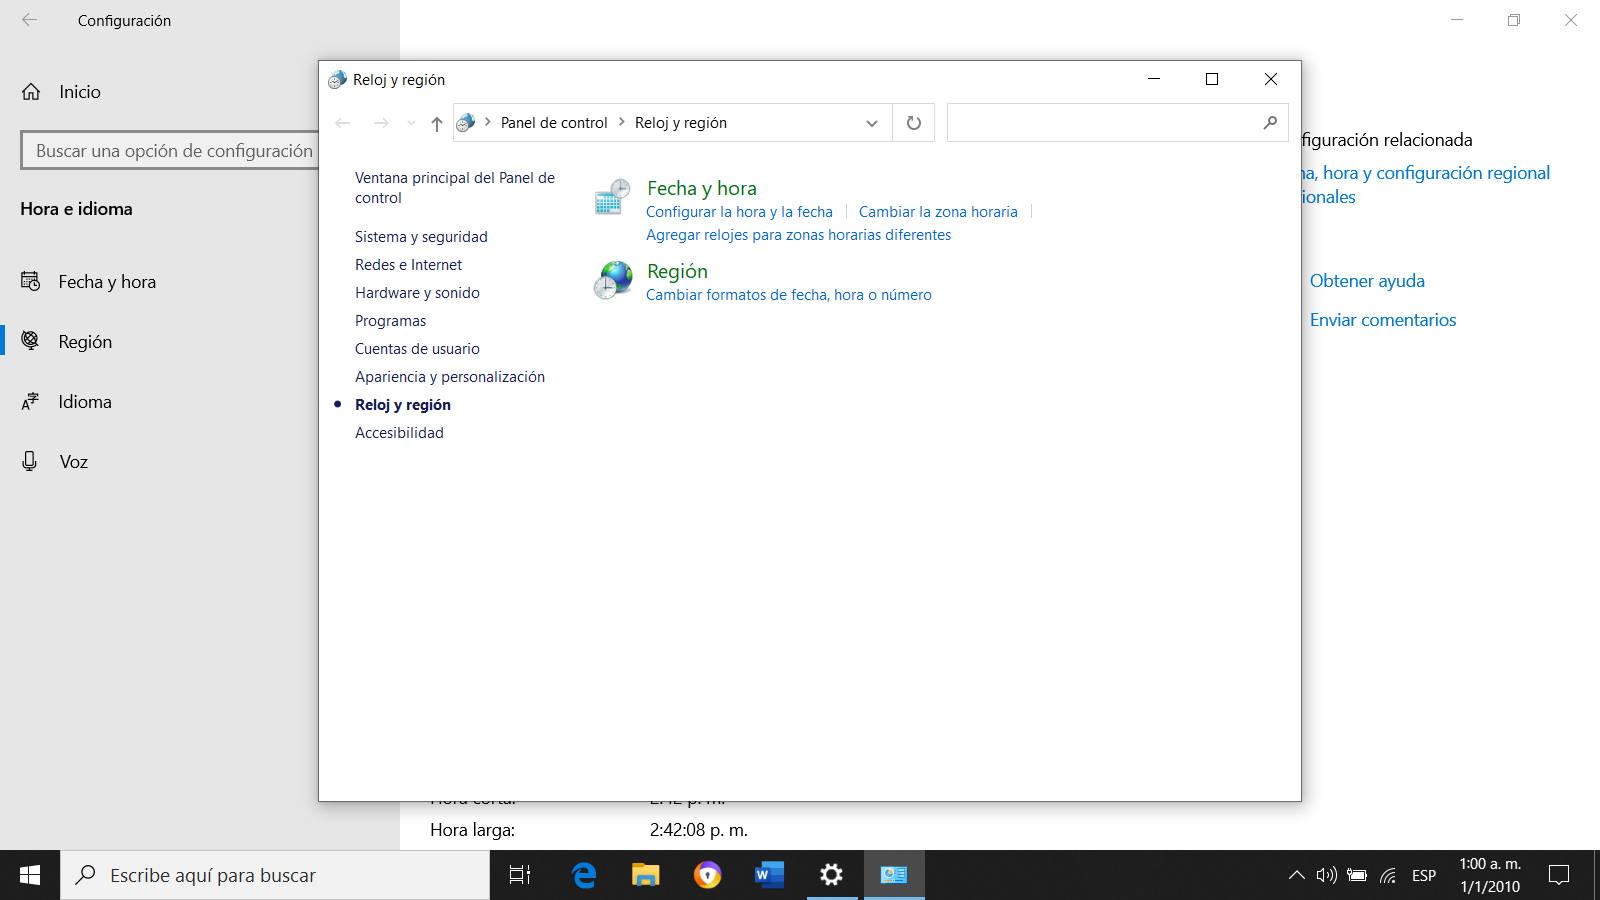 Configuración
Inicio
Buscar una opción de configuración
Hora e idioma
Fecha y hora
Región
Idioma
Voz
Reloj y región
Panel de control
Reloj y región
Ventana principal del Panel de
control
Sistema y seguridad
Redes e Internet
Hardware y sonido
Programas
Cuentas de usuario
Apariencia y personalización
Reloj y región
Accesibilidad
Fecha y hora
Configurar la hora y la fecha
Cambiar la zona horaria
Agregar relojes para zonas horarias diferentes
Región
Cambiar formatos de fecha, hora o número
figuración relacionada
a, hora y configuración regional
ionales
Obtener ayuda
Enviar comentarios
Hora larga:
2:42:08 p. m.
Escribe aquí para buscar
ESP
1:00 a. m.
1/1/2010